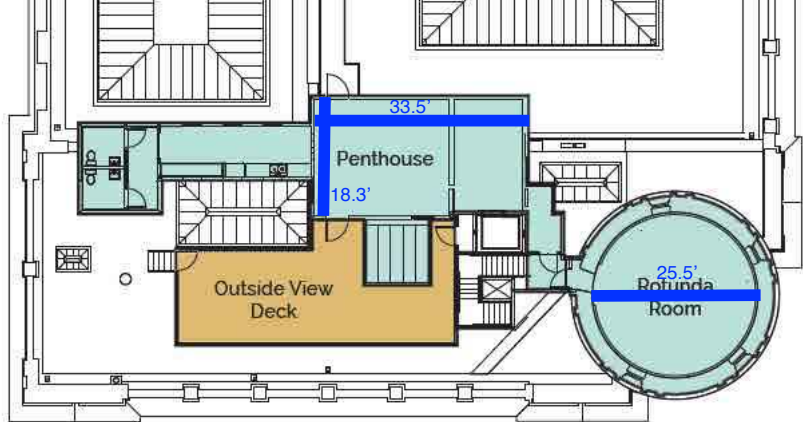 33.5’
Penthouse
18.3’
25.5’
Outside View
Deck
Rotunda
Room